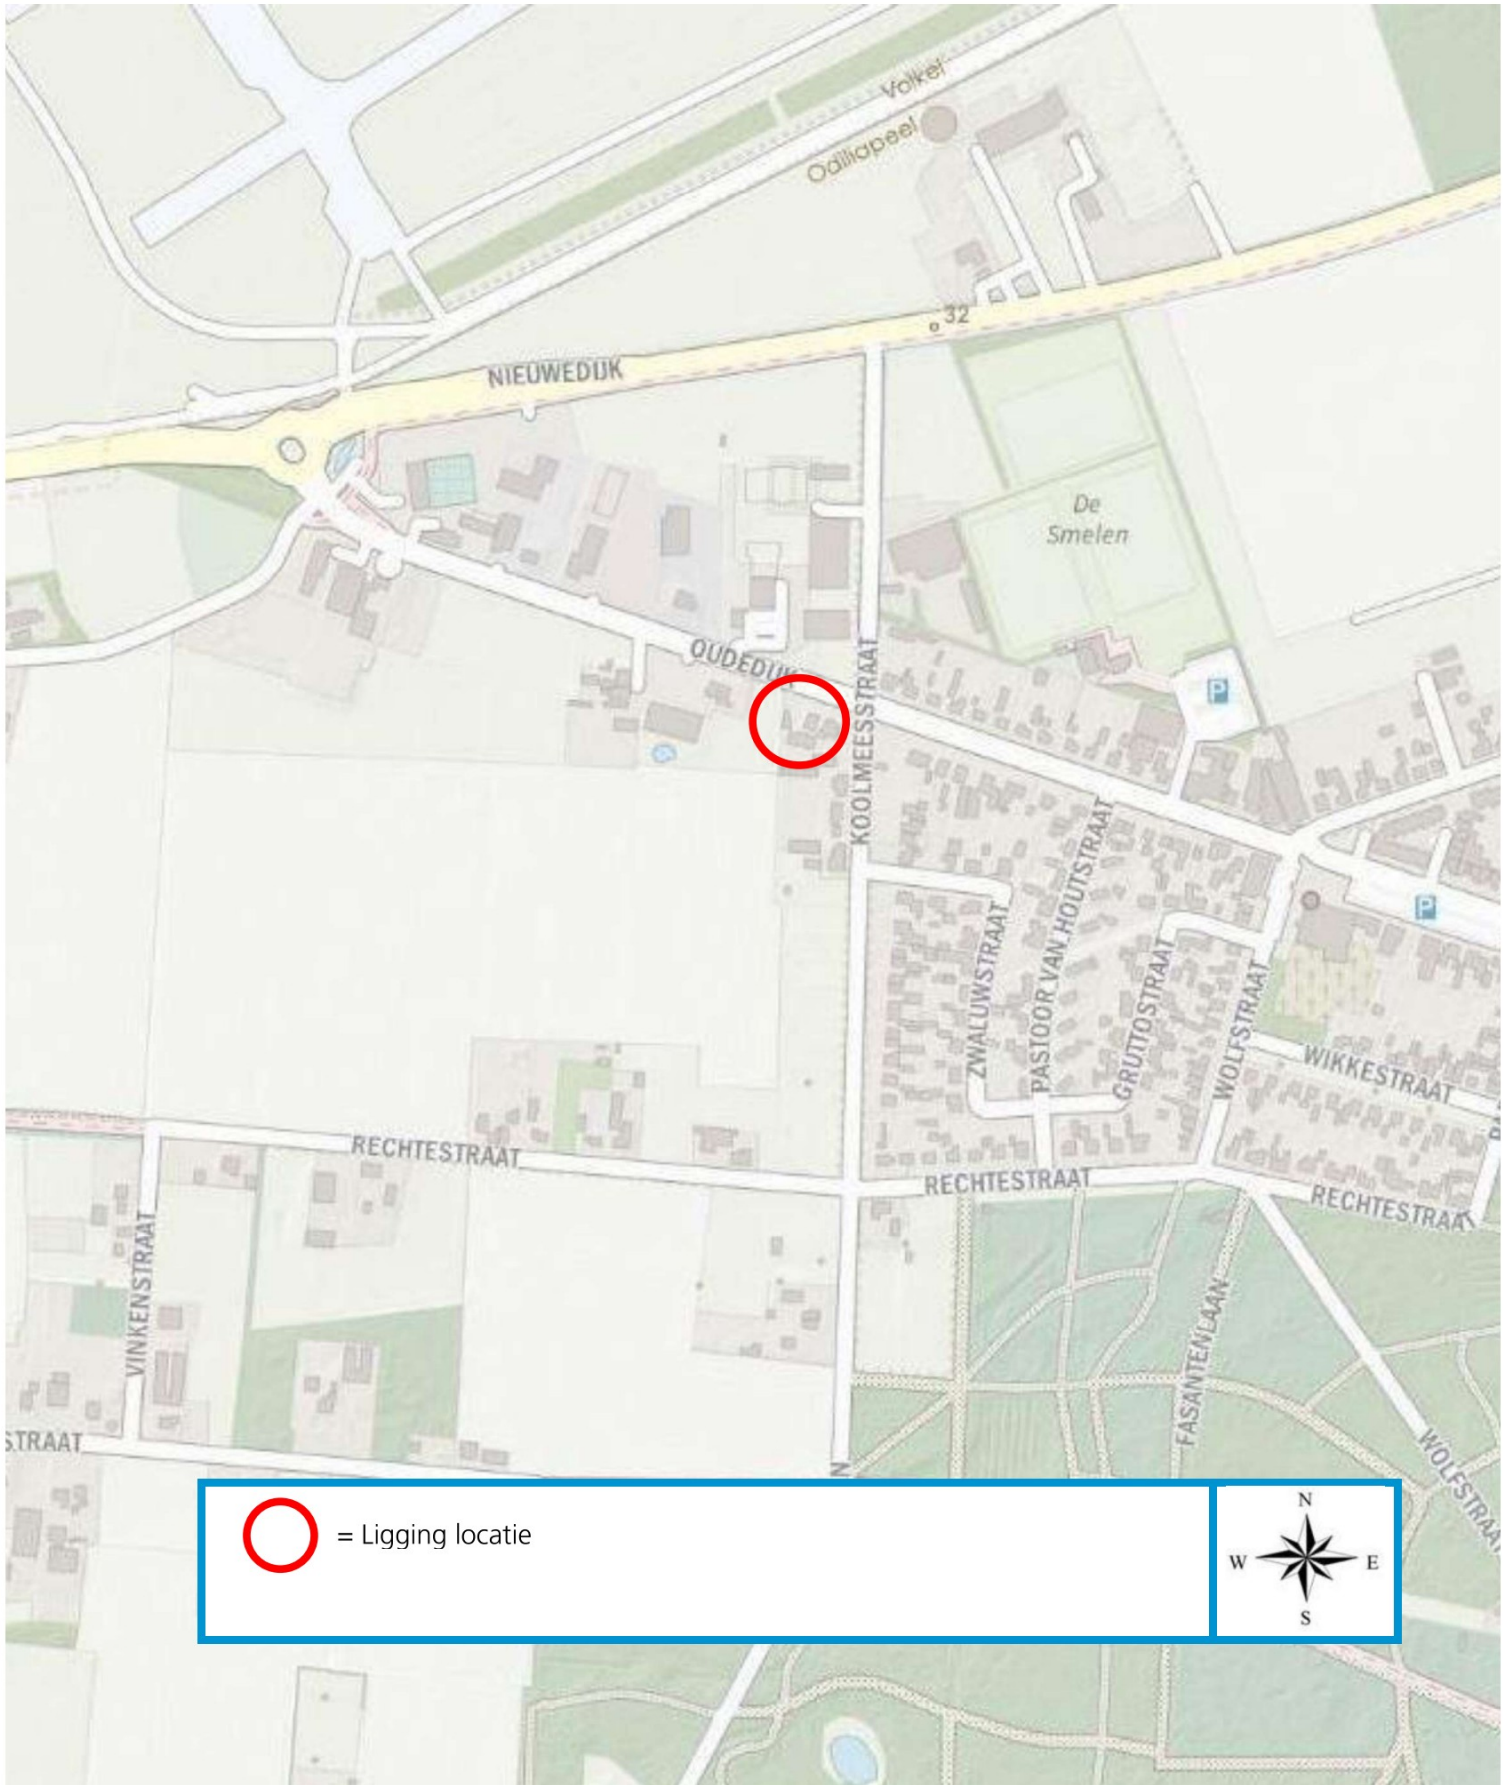 Volkel
Odiliapeel
32
NIEUWEDIJK
De
Smelen
OUDEDIJK
P
KOOLMEESSTRAAT
PASTOOR VAN HOUTSTRAAT
P
ZWALUWSTRAAT
GRUTTOSTRAAT
WOLFSTRAAT
WIKKESTRAAT
RECHTESTRAAT
RECHTESTRAAT
RECHTESTRAAT
VINKENSTRAAT
FASANTENLAAN
STRAAT
WOLFSTRAAT
N
= Ligging locatie
N
W E
S